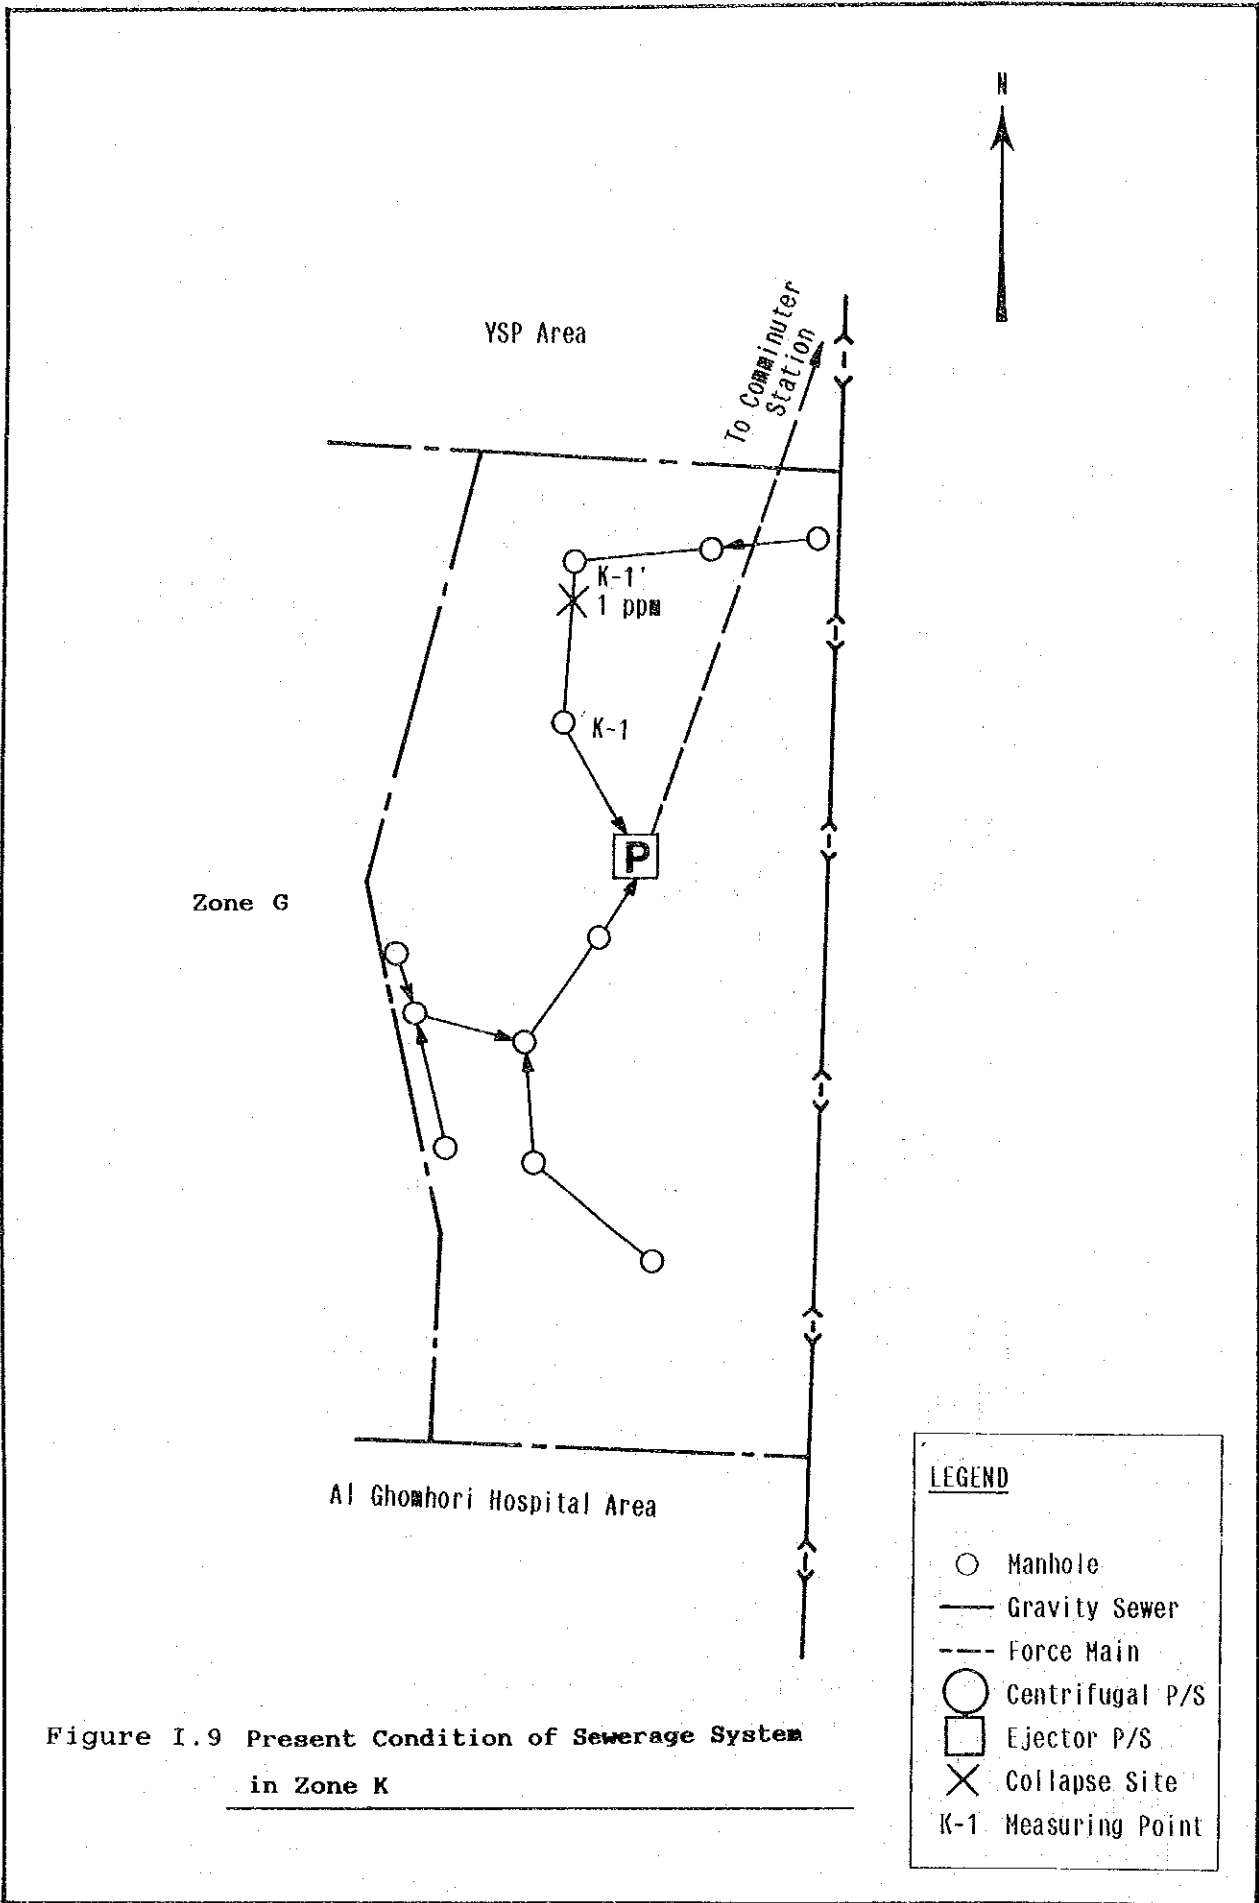 N
YSP Area
To Comminuter
Station
K-1'
1 ppm
K-1
P
Zone G
Al Ghomhori Hospital Area
LEGEND
Manhole
Gravity Sewer
Force Main
Centrifugal P/S
Ejector P/S
Collapse Site
K-1 Measuring Point
Figure I.9 Present Condition of Sewerage System
in Zone K